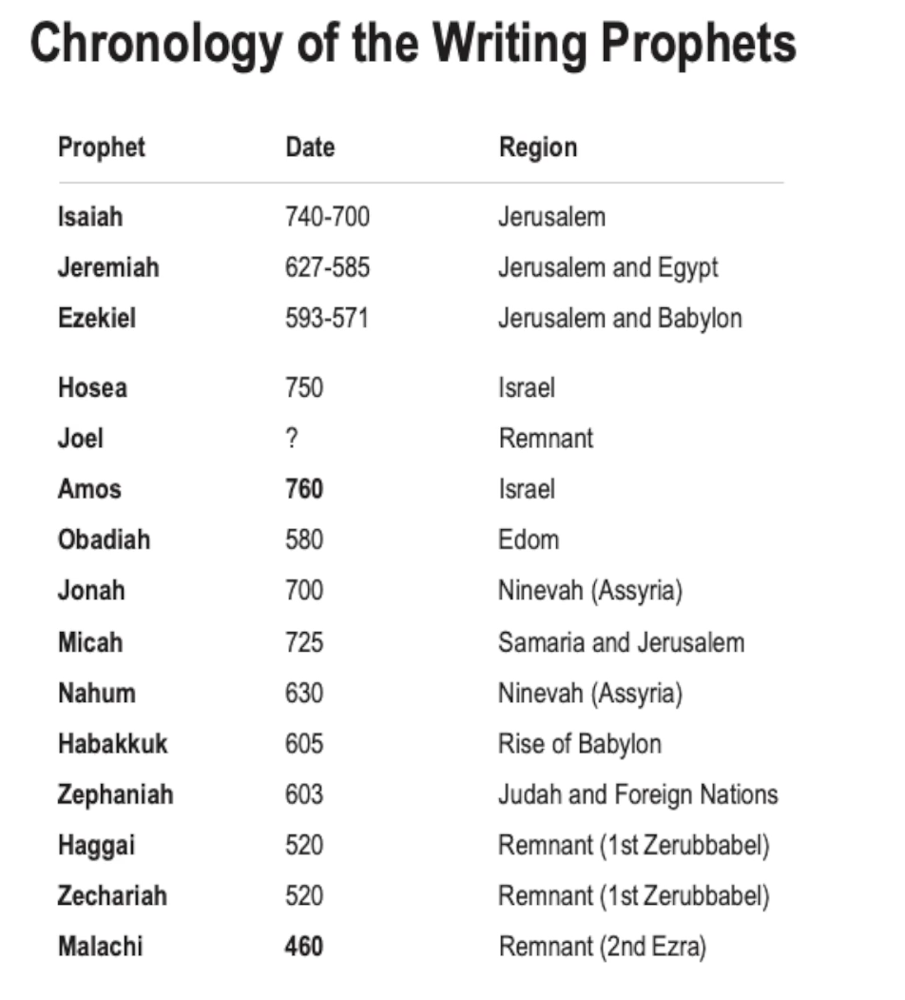 Chronology of the Writing Prophets
Prophet Date Region
Isaiah 740-700 Jerusalem
Jeremiah 627-585 Jerusalem and Egypt
Ezekiel 593-571 Jerusalem and Babylon
Hosea 750 Israel
Joel ? Remnant
Amos 760 Israel
Obadiah 580 Edom
Jonah 700 Ninevah (Assyria)
Micah 725 Samaria and Jerusalem
Nahum 630 Ninevah (Assyria)
Habakkuk 605 Rise of Babylon
Zephaniah 603 Judah and Foreign Nations
Haggai 520 Remnant (1st Zerubbabel)
Zechariah 520 Remnant (1st Zerubbabel)
Malachi 460 Remnant (2nd Ezra)